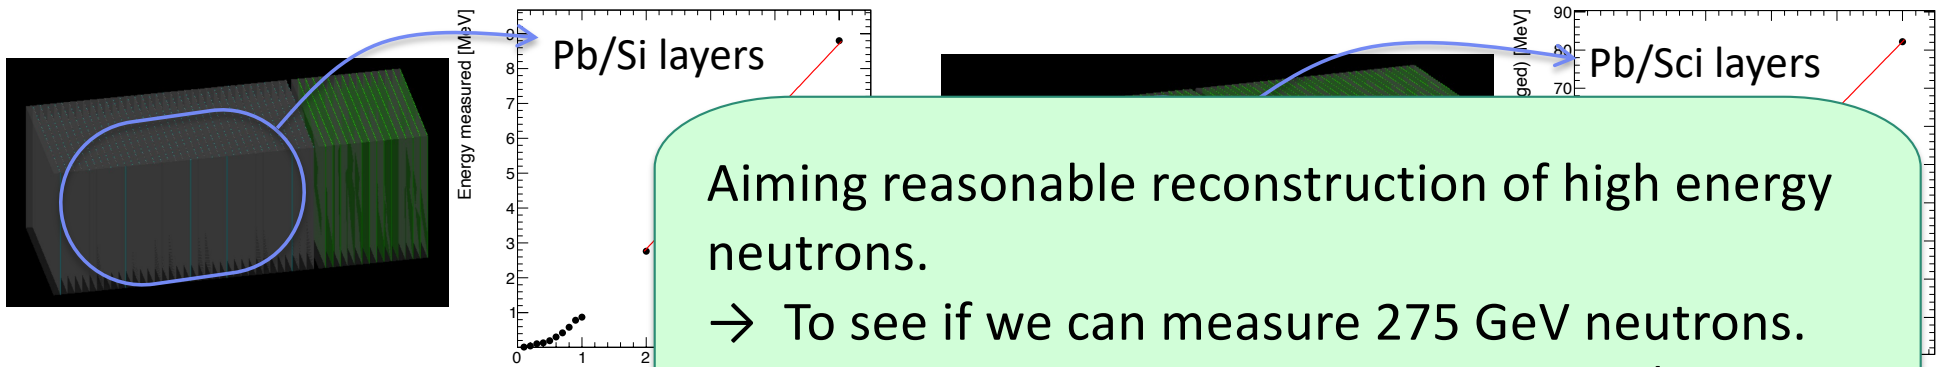 Energy measured [MeV]
9
8
7
6
5
4
3
2
1
0
1
2
Pb/Si layers
ged) [MeV]
90
80
70
Pb/Sci layers
Aiming reasonable reconstruction of high energy
neutrons.
→ To see if we can measure 275 GeV neutrons.